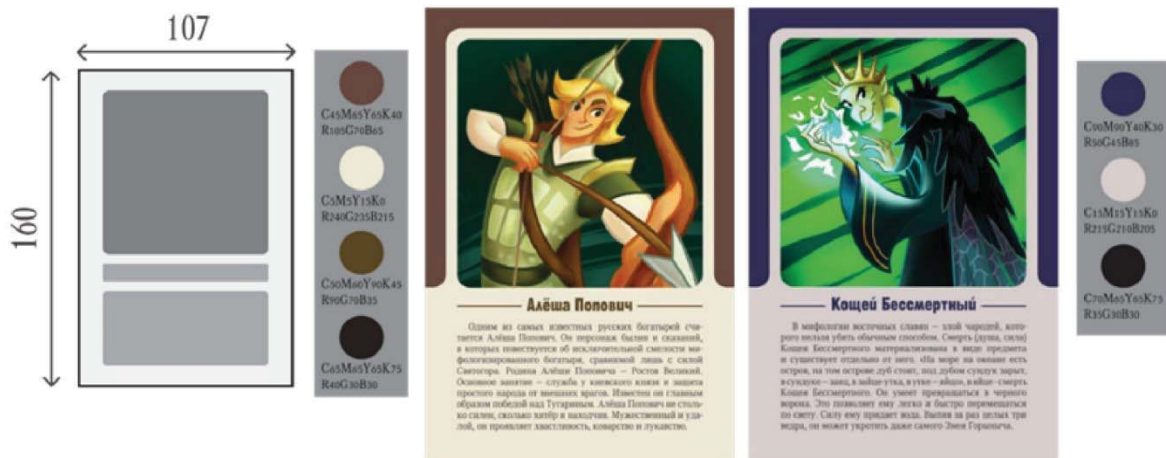 107
160
C45M65Y65K40
R105G70B65
C5M5Y15K0
R240G235B215
C50M60Y90K45
R90G70B35
C65M65Y65K75
R40G30B30
Алёша Попович
Одним из самых известных русских богатырей счи-
тается Алёша Попович. Он персонаж былин и сказаний,
в которых повествуется об исключительной смелости ми-
фологизированного богатыря, сравнимой лишь с силой
Святогора. Родина Алёши Поповича – Ростов Великий.
Основное занятие – служба у киевского князя и защита
простого народа от внешних врагов. Известен он главным
образом победой над Тугариным. Алёша Попович не столь-
ко силен, сколько хитёр и находчив. Мужественный и уда-
лой, он проявляет хвастливость, коварство и лукавство.
Кощей Бессмертный
В мифологии восточных славян – злой чародей, кото-
рого нельзя убить обычным способом. Смерть (душа, сила)
Кощея Бессмертного материализована в виде предмета
и существует отдельно от него. «На море на океане есть
остров, на том острове дуб стоит, под дубом сундук зарыт,
в сундуке – заяц, в зайце утка, в утке – яйцо», в яйце -смерть
Кощея Бессмертного. Он умеет превращаться в черного
ворона. Это позволяет ему легко и быстро перемещаться
по свету. Силу ему придает вода. Выпив за раз целых три
ведра, он может укротить даже самого Змея Горыныча.
C90M90Y40K30
R50G45B85
C15M15Y15K0
R215G210B205
C70M65Y65K75
R35G30B30